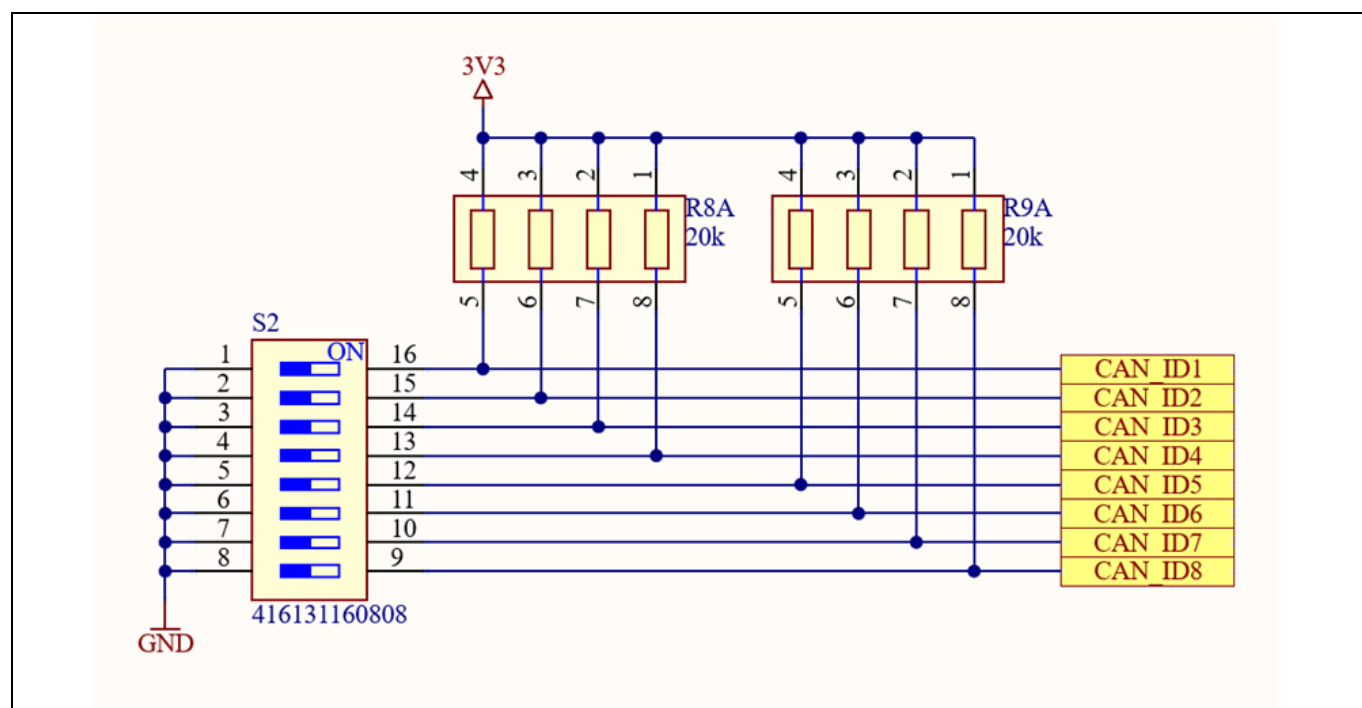 3V3
4 3 2 1 4 3 2 1
R8A
20k
R9A
20k
5 6 7 8 5 6 7 8
S2
ON
1 16 CAN_ID1
2 15 CAN_ID2
3 14 CAN_ID3
4 13 CAN_ID4
5 12 CAN_ID5
6 11 CAN_ID6
7 10 CAN_ID7
8 9 CAN_ID8
416131160808
GND